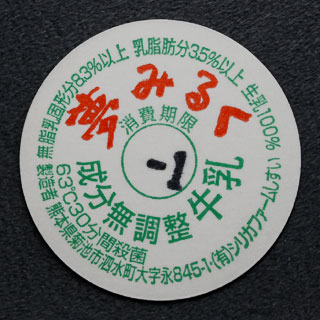 無脂乳固形分8.3%以上 乳脂肪分3.5%以上 生乳100%
夢みるく
消費期限
-1
成分無調整
牛乳
63℃30分間殺菌
製造者 熊本県菊池市泗水町大字永845-1・(有)シリカファームしすい